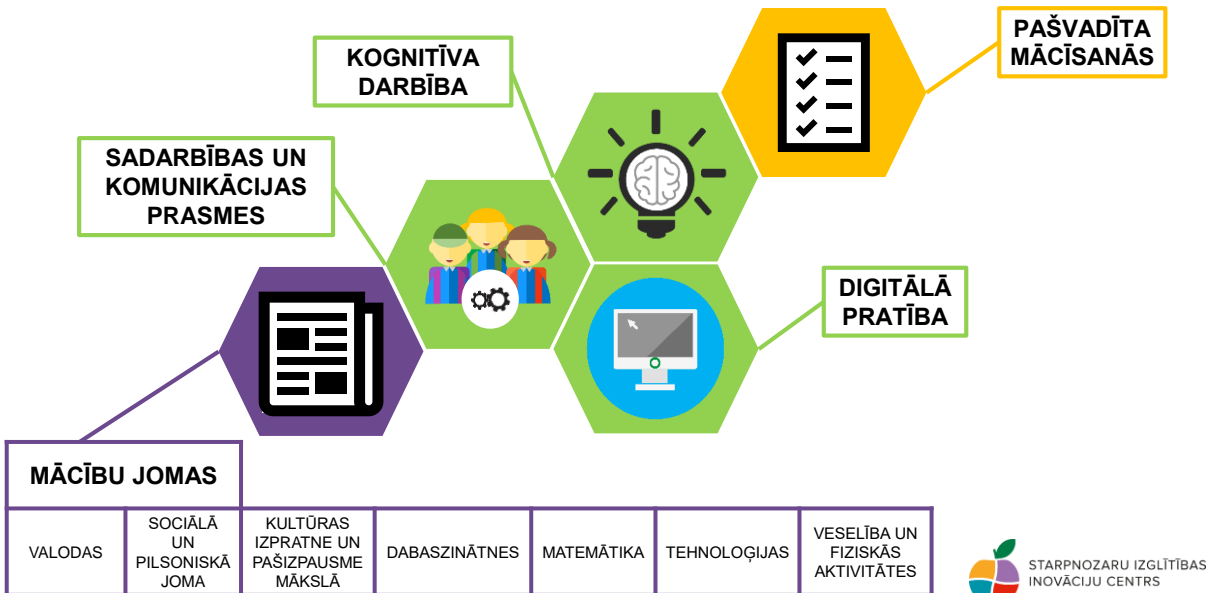 PAŠVADĪTA
MĀCĪSANĀS
KOGNITĪVA
DARBĪBA
SADARBĪBAS UN
KOMUNIKĀCIJAS
PRASMES
DIGITĀLĀ
PRATĪBA
MĀCĪBU JOMAS
VALODAS
SOCIĀLĀ
UN
PILSONISKĀ
JOMA
KULTŪRAS
IZPRATNE UN
PAŠIZPAUSME
MĀKSLĀ
DABASZINĀTNES
MATEMĀTIKA
TEHNOLOĢIJAS
VESELĪBA UN
FIZISKĀS
AKTIVITĀTES
STARPNOZARU IZGLĪTĪBAS
INOVĀCIJU CENTRS